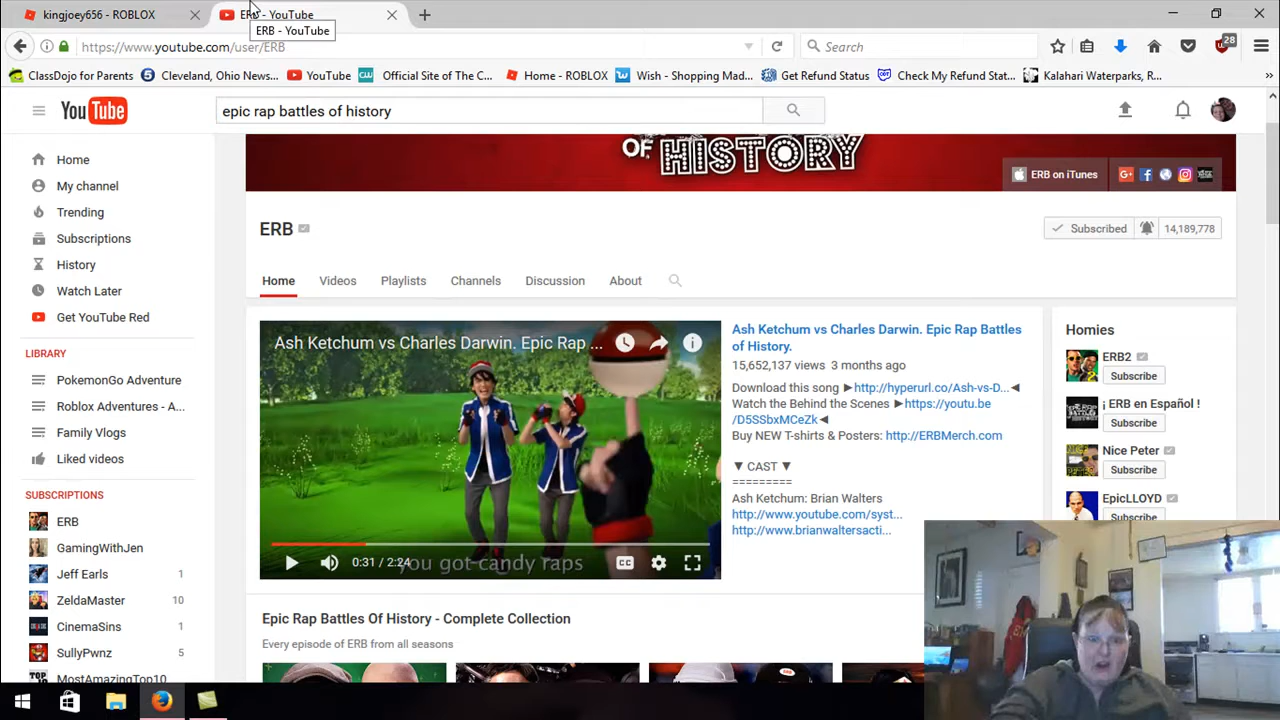 kingjoey656 - ROBLOX
ERB - YouTube
ERB - YouTube
https://www.youtube.com/user/ERB
Search
28
ClassDojo for Parents
Cleveland, Ohio News...
YouTube
CW
Official Site of The C...
Home - ROBLOX
Wish - Shopping Mad...
Get Refund Status
Check My Refund Stat...
Kalahari Waterparks, R...
YouTube
epic rap battles of history
OF HISTORY
ERB on iTunes
Home
My channel
Trending
Subscriptions
History
Watch Later
Get YouTube Red
LIBRARY
PokemonGo Adventure
Roblox Adventures - A...
Family Vlogs
Liked videos
SUBSCRIPTIONS
ERB
GamingWithJen
Jeff Earls 1
ZeldaMaster 10
CinemaSins 1
SullyPwnz 5
MostAmazingTop10
ERB
Subscribed 14,189,778
Home Videos Playlists Channels Discussion About
Ash Ketchum vs Charles Darwin. Epic Rap ...
you got candy raps
0:31 / 2:24
Ash Ketchum vs Charles Darwin. Epic Rap Battles
of History.
15,652,137 views 3 months ago
Download this song ►http://hyperurl.co/Ash-vs-D...◄
Watch the Behind the Scenes ►https://youtu.be
/D5SSbxMCeZk◄
Buy NEW T-shirts & Posters: http://ERBMerch.com
▼ CAST ▼
=========
Ash Ketchum: Brian Walters
http://www.youtube.com/syst...
http://www.brianwaltersacti...
Homies
ERB2
Subscribe
¡ ERB en Español !
Subscribe
Nice Peter
Subscribe
EpicLLOYD
Subscribe
Epic Rap Battles Of History - Complete Collection
Every episode of ERB from all seasons